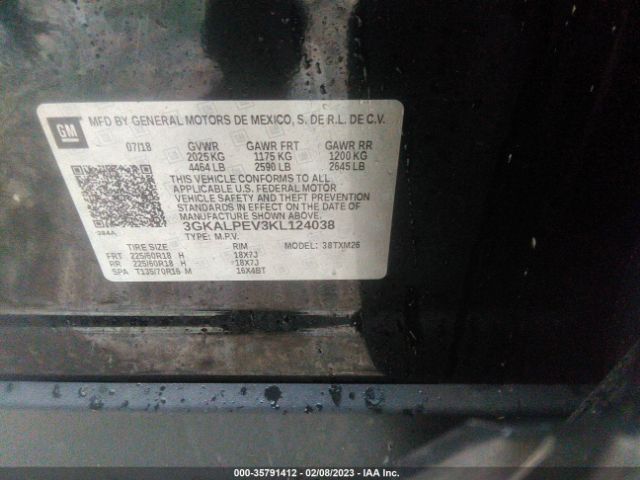 GM
MFD BY GENERAL MOTORS DE MEXICO, S. DE R.L. DE C.V.
07/18 GVWR GAWR FRT GAWR RR
2025 KG 1175 KG 1200 KG
4464 LB 2590 LB 2645 LB
THIS VEHICLE CONFORMS TO ALL
APPLICABLE U.S. FEDERAL MOTOR
VEHICLE SAFETY AND THEFT PREVENTION
STANDARDS IN EFFECT ON THE DATE OF
MANUFACTURE SHOWN ABOVE.
3GKALPEV3KL124038
TYPE: M.P.V. MODEL: 38TXM26
TIRE SIZE RIM
FRT 225/60R18 H 18X7J
RR 225/60R18 H 18X7J
SPA T135/70R16 M 16X4BT
000-35791412 - 02/08/2023 - IAA Inc.